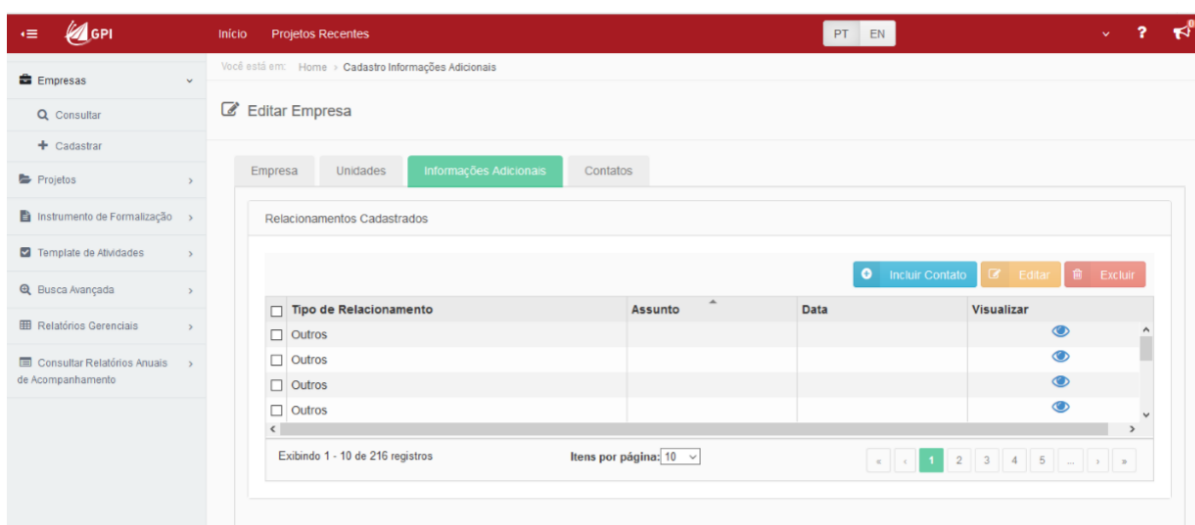 GPI
Início Projetos Recentes PT EN ? 0
Você está em: Home > Cadastro Informações Adicionais
Empresas
Consultar
Cadastrar
Projetos
Instrumento de Formalização
Template de Atividades
Busca Avançada
Relatórios Gerenciais
Consultar Relatórios Anuais
de Acompanhamento
Editar Empresa
Empresa Unidades Informações Adicionais Contatos
Relacionamentos Cadastrados
Incluir Contato Editar Excluir
Tipo de Relacionamento Assunto Data Visualizar
Outros
Outros
Outros
Outros
Exibindo 1 - 10 de 216 registros Itens por página: 10 « ‹ 1 2 3 4 5 ... › »